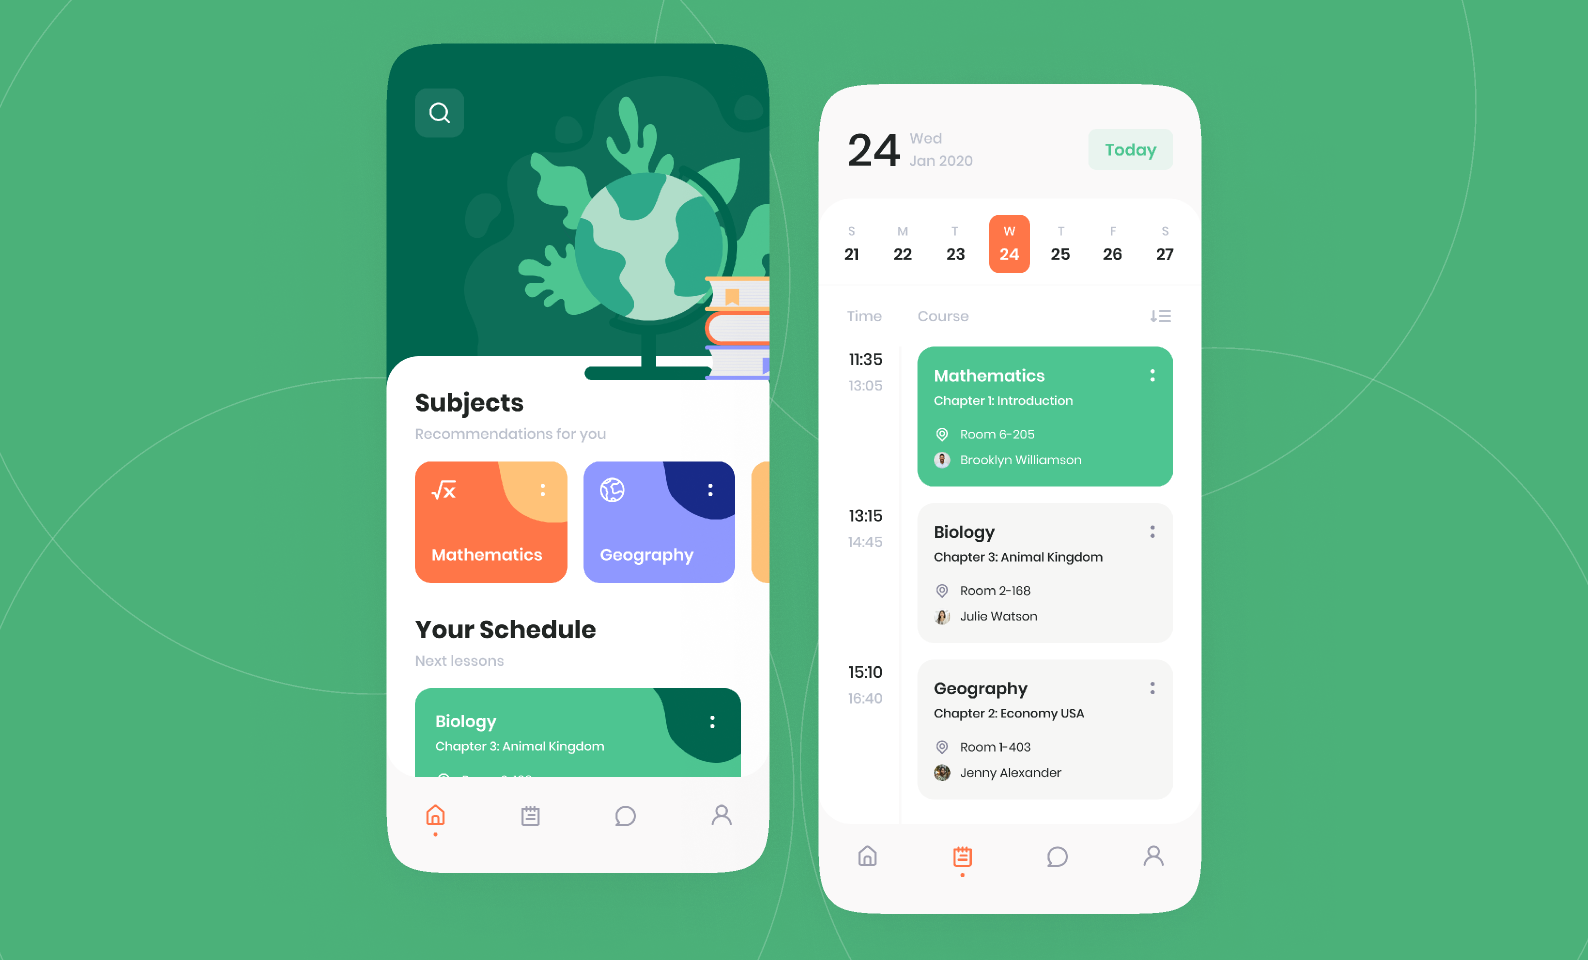 Subjects
Recommendations for you
Mathematics
Geography
Your Schedule
Next lessons
Biology
Chapter 3: Animal Kingdom
24
Wed
Jan 2020
Today
S M T W T F S
21 22 23 24 25 26 27
Time Course
11:35
13:05
Mathematics
Chapter 1: Introduction
Room 6-205
Brooklyn Williamson
13:15
14:45
Biology
Chapter 3: Animal Kingdom
Room 2-168
Julie Watson
15:10
16:40
Geography
Chapter 2: Economy USA
Room 1-403
Jenny Alexander